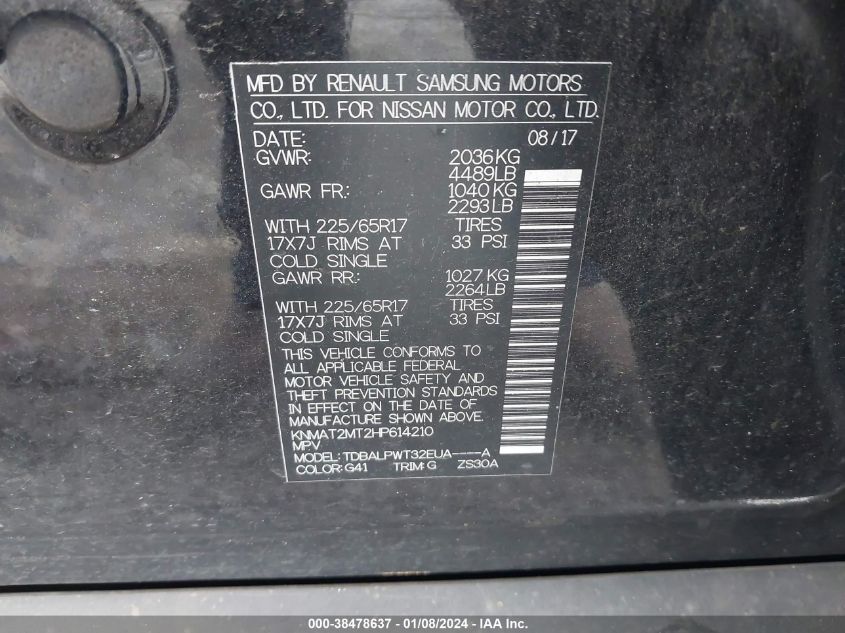 MFD BY RENAULT SAMSUNG MOTORS
CO., LTD. FOR NISSAN MOTOR CO., LTD.
DATE: 08/17
GVWR: 2036KG
4489LB
GAWR FR: 1040KG
2293LB
WITH 225/65R17 TIRES
17X7J RIMS AT 33 PSI
COLD SINGLE
GAWR RR: 1027KG
2264LB
WITH 225/65R17 TIRES
17X7J RIMS AT 33 PSI
COLD SINGLE
THIS VEHICLE CONFORMS TO
ALL APPLICABLE FEDERAL
MOTOR VEHICLE SAFETY AND
THEFT PREVENTION STANDARDS
IN EFFECT ON THE DATE OF
MANUFACTURE SHOWN ABOVE.
KNMAT2MT2HP614210
MPV
MODEL: TDBALPWT32EUA----A
COLOR: G41 TRIM: G ZS30A
000-38478637 - 01/08/2024 - IAA Inc.